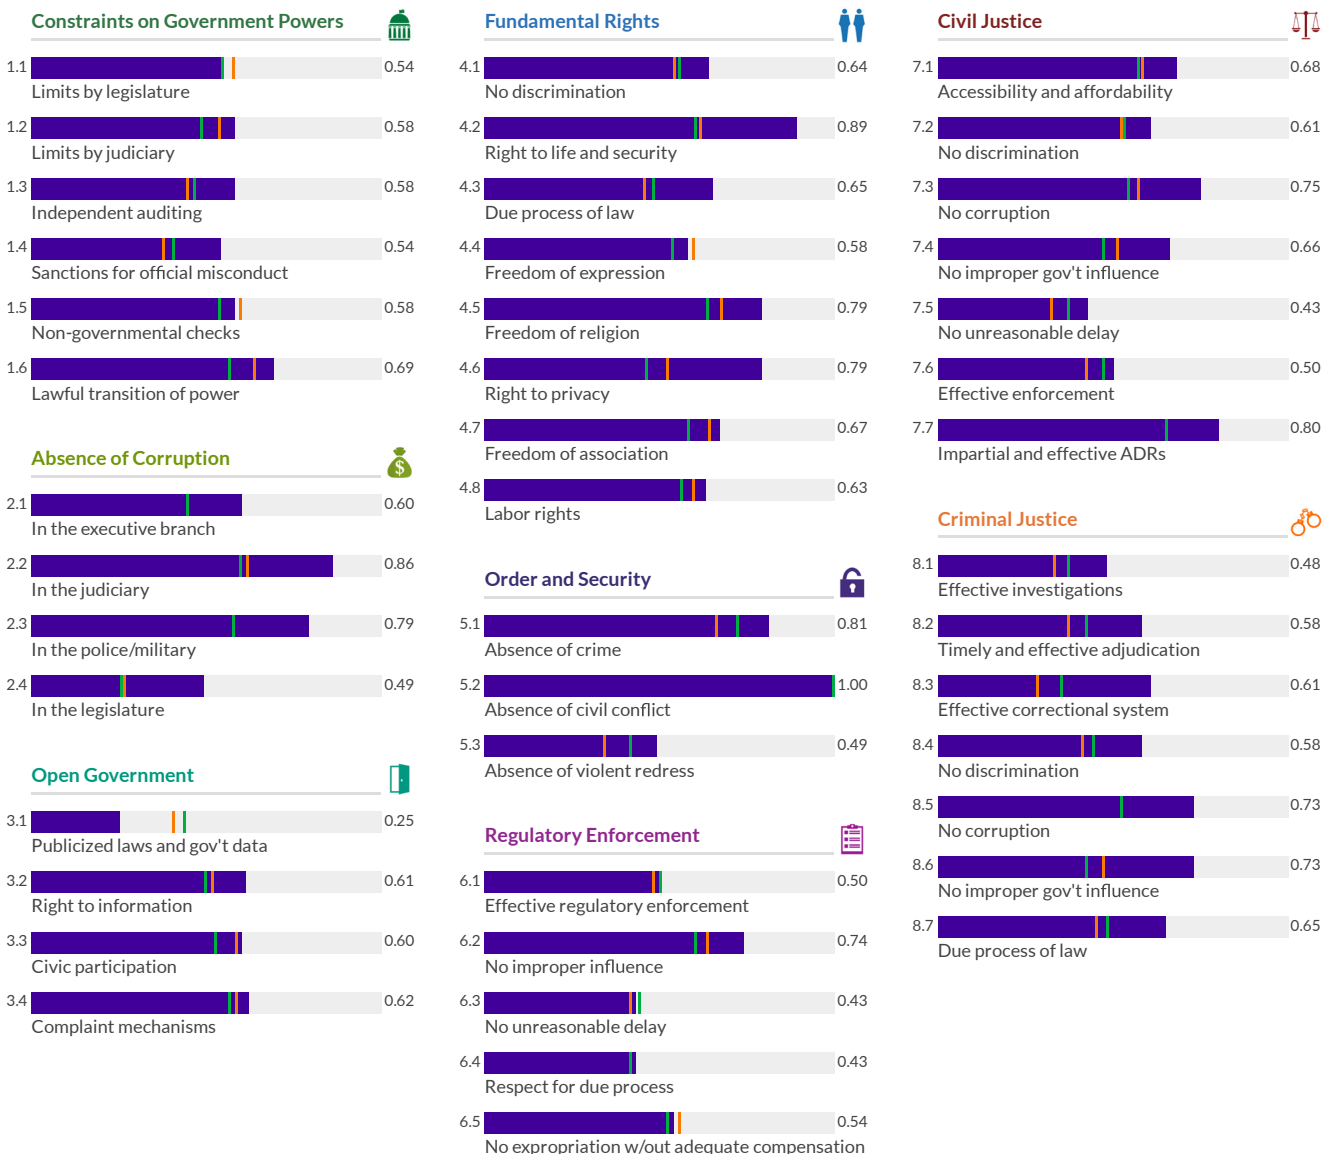 Constraints on Government Powers
1.1 0.54
Limits by legislature
1.2 0.58
Limits by judiciary
1.3 0.58
Independent auditing
1.4 0.54
Sanctions for official misconduct
1.5 0.58
Non-governmental checks
1.6 0.69
Lawful transition of power
Absence of Corruption
$
2.1 0.60
In the executive branch
2.2 0.86
In the judiciary
2.3 0.79
In the police/military
2.4 0.49
In the legislature
Open Government
3.1 0.25
Publicized laws and gov't data
3.2 0.61
Right to information
3.3 0.60
Civic participation
3.4 0.62
Complaint mechanisms
Fundamental Rights
4.1 0.64
No discrimination
4.2 0.89
Right to life and security
4.3 0.65
Due process of law
4.4 0.58
Freedom of expression
4.5 0.79
Freedom of religion
4.6 0.79
Right to privacy
4.7 0.67
Freedom of association
4.8 0.63
Labor rights
Order and Security
5.1 0.81
Absence of crime
5.2 1.00
Absence of civil conflict
5.3 0.49
Absence of violent redress
Regulatory Enforcement
6.1 0.50
Effective regulatory enforcement
6.2 0.74
No improper influence
6.3 0.43
No unreasonable delay
6.4 0.43
Respect for due process
6.5 0.54
No expropriation w/out adequate compensation
Civil Justice
7.1 0.68
Accessibility and affordability
7.2 0.61
No discrimination
7.3 0.75
No corruption
7.4 0.66
No improper gov't influence
7.5 0.43
No unreasonable delay
7.6 0.50
Effective enforcement
7.7 0.80
Impartial and effective ADRs
Criminal Justice
8.1 0.48
Effective investigations
8.2 0.58
Timely and effective adjudication
8.3 0.61
Effective correctional system
8.4 0.58
No discrimination
8.5 0.73
No corruption
8.6 0.73
No improper gov't influence
8.7 0.65
Due process of law